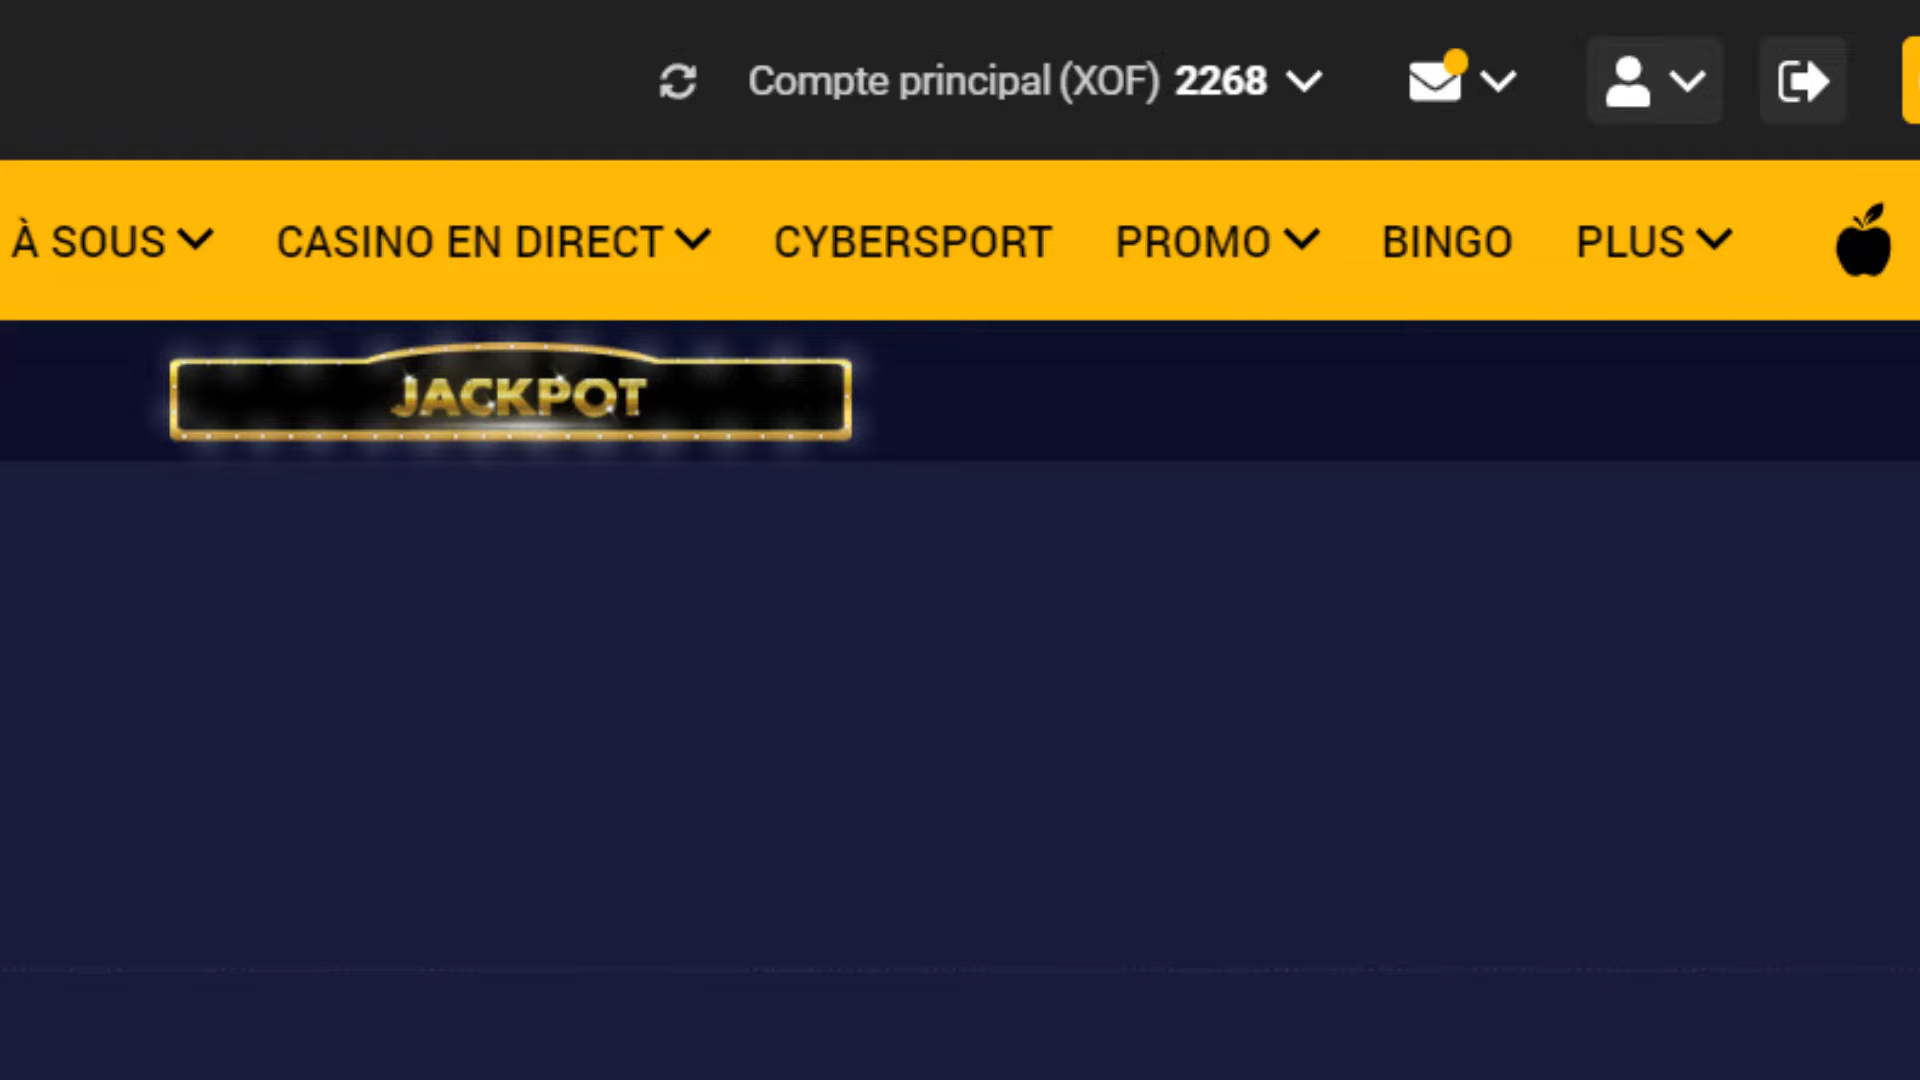 Compte principal (XOF) 2268
À SOUS CASINO EN DIRECT CYBERSPORT PROMO BINGO PLUS
JACKPOT